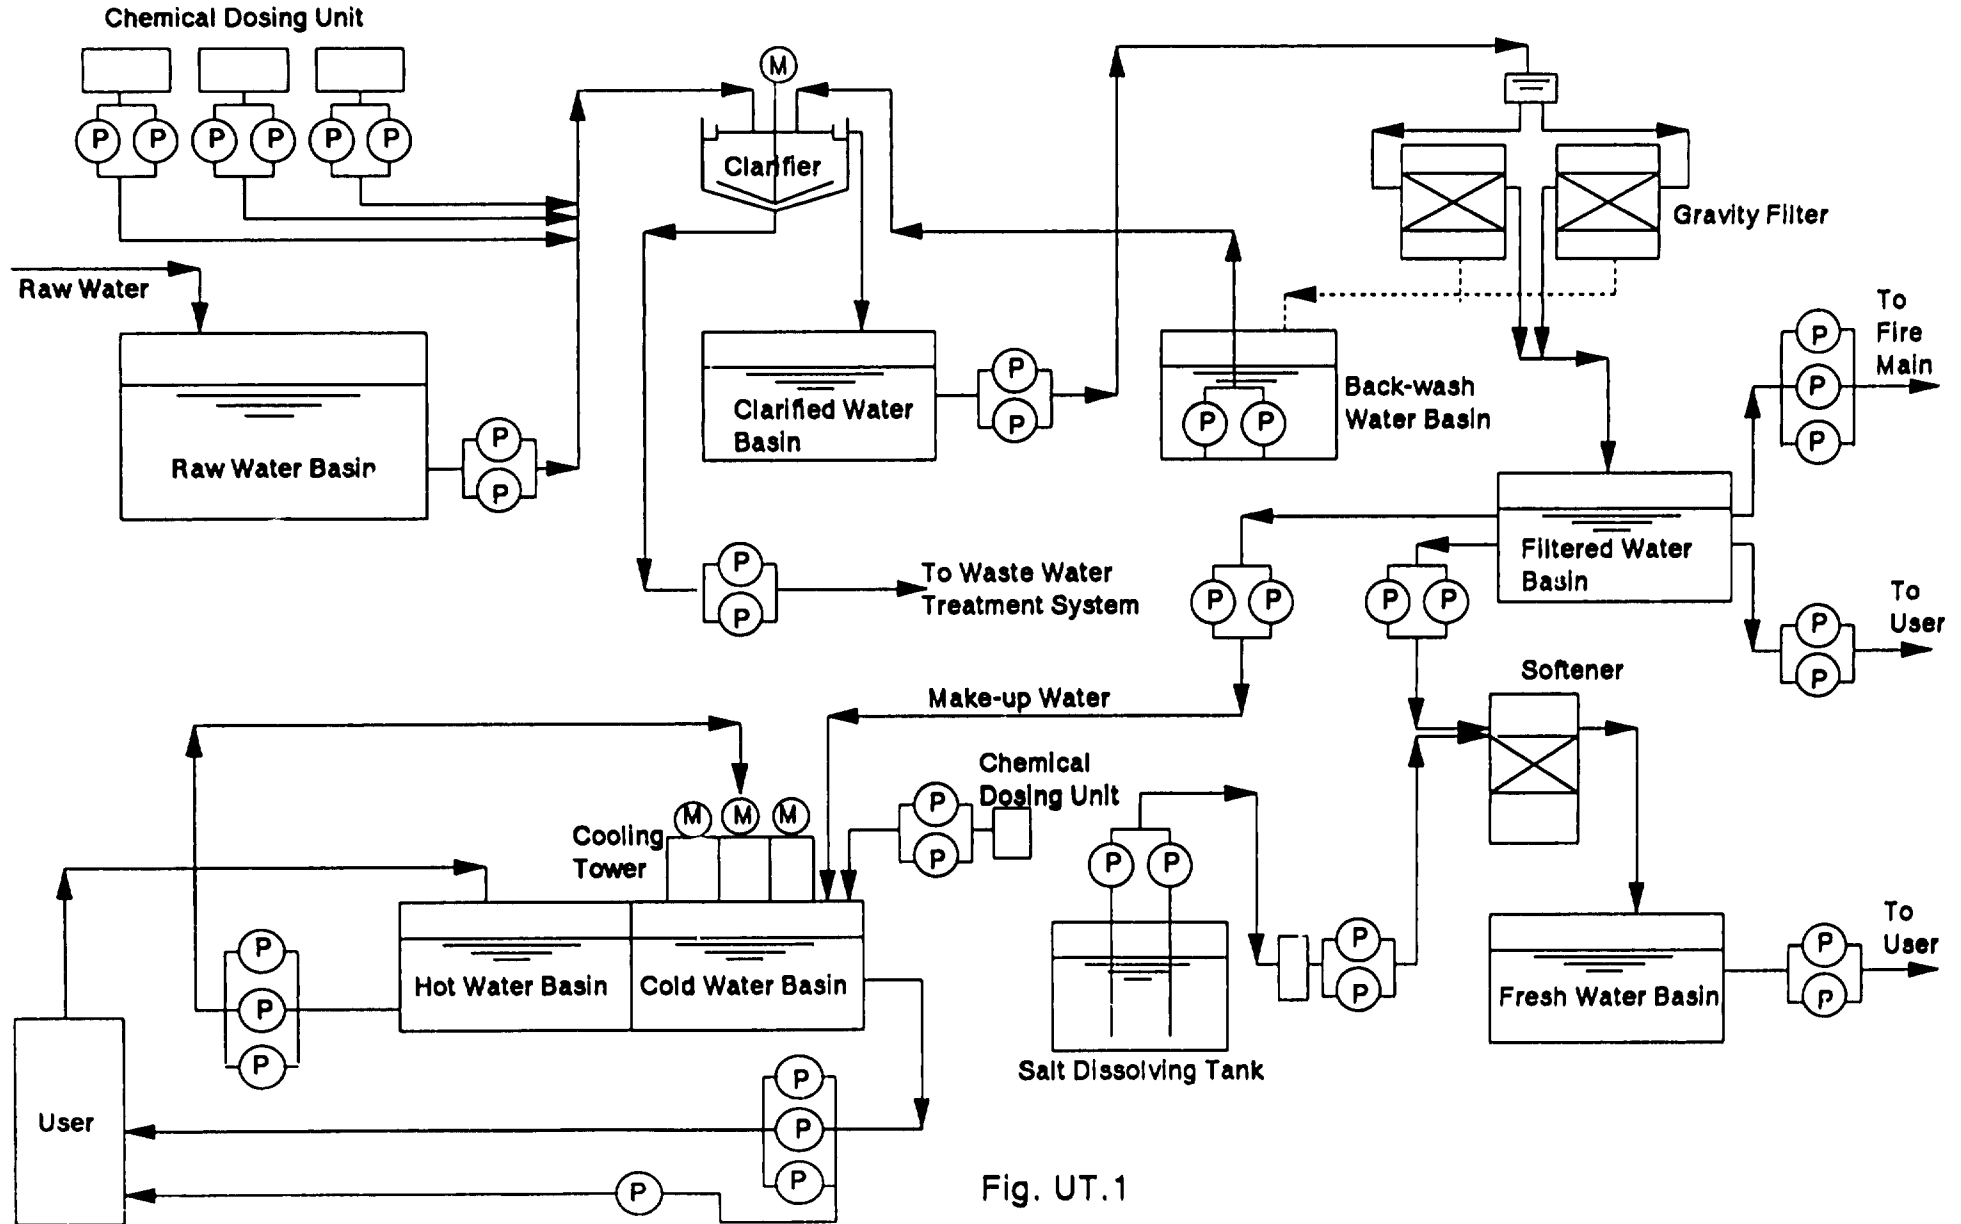 Chemical Dosing Unit
P P P P P P
M
Clarifier
Gravity Filter
Raw Water
To
Fire
Main
P
P
P
P
P
Clarified Water
Basin
P P
Back-wash
Water Basin
Raw Water Basin
P
P
Filtered Water
Basin
P
P
To Waste Water
Treatment System
P P
P P
To
User
P
P
Softener
Make-up Water
Chemical
Dosing Unit
P
P
M M M
Cooling
Tower
P P
To
User
P
P
P
P
P
P
P
Hot Water Basin
Cold Water Basin
Fresh Water Basin
Salt Dissolving Tank
User
P
P
P
P
Fig. UT.1